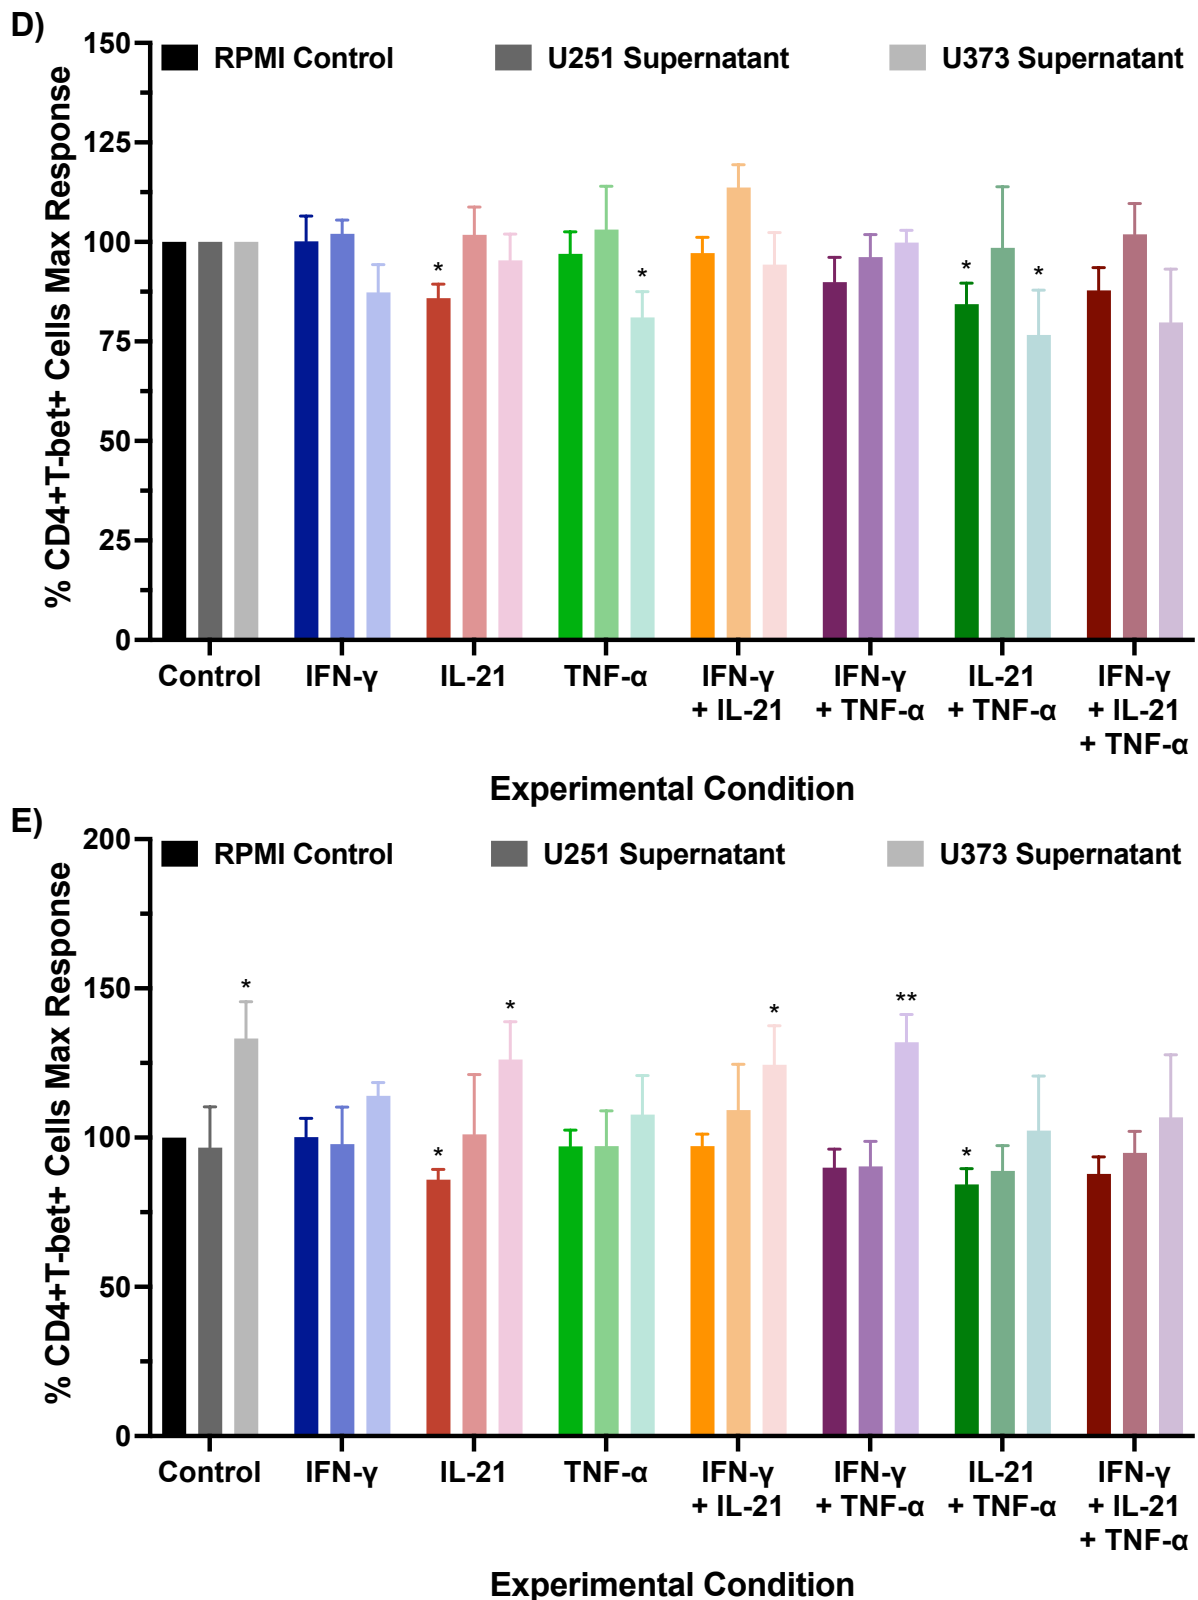 D)
% CD4+T-bet+ Cells Max Response
RPMI Control
U251 Supernatant
U373 Supernatant
150
125
100
75
50
25
0
*
*
*
*
Control
IFN-γ
IL-21
TNF-α
IFN-γ
+ IL-21
IFN-γ
+ TNF-α
IL-21
+ TNF-α
IFN-γ
+ IL-21
+ TNF-α
Experimental Condition
E)
% CD4+T-bet+ Cells Max Response
RPMI Control
U251 Supernatant
U373 Supernatant
200
150
100
50
0
*
*
*
*
**
*
Control
IFN-γ
IL-21
TNF-α
IFN-γ
+ IL-21
IFN-γ
+ TNF-α
IL-21
+ TNF-α
IFN-γ
+ IL-21
+ TNF-α
Experimental Condition